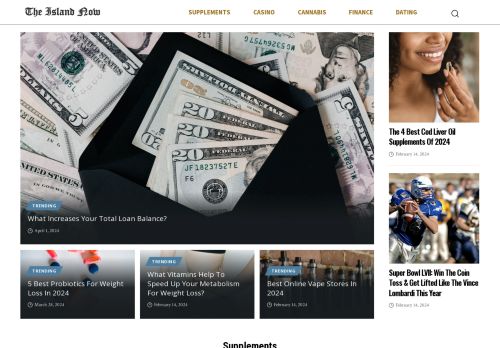 The Island Now
SUPPLEMENTS
CASINO
CANNABIS
FINANCE
DATING
TRENDING
What Increases Your Total Loan Balance?
April 1, 2024
TRENDING
5 Best Probiotics For Weight
Loss In 2024
March 28, 2024
TRENDING
What Vitamins Help To
Speed Up Your Metabolism
For Weight Loss?
February 14, 2024
TRENDING
Best Online Vape Stores In
2024
February 14, 2024
The 4 Best Cod Liver Oil
Supplements Of 2024
February 14, 2024
Super Bowl LVII: Win The Coin
Toss & Get Lifted Like The Vince
Lombardi This Year
February 14, 2024
Supplements